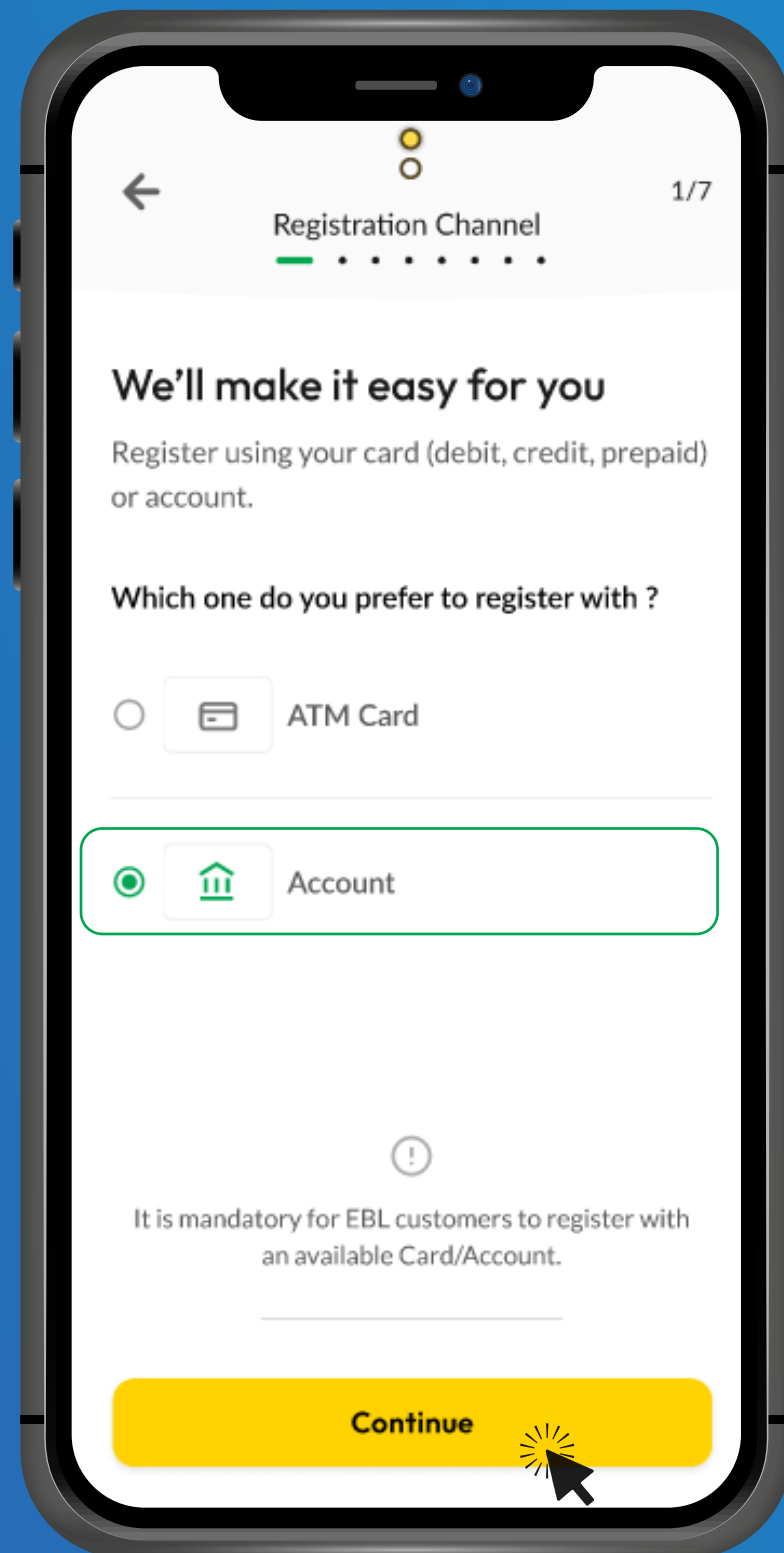 1/7
Registration Channel
We'll make it easy for you
Register using your card (debit, credit, prepaid)
or account.
Which one do you prefer to register with ?
ATM Card
Account
It is mandatory for EBL customers to register with
an available Card/Account.
Continue